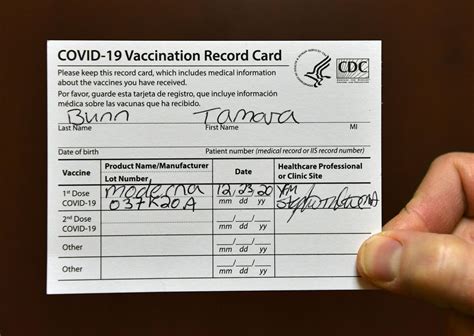 COVID-19 Vaccination Record Card
Please keep this record card, which includes medical information
about the vaccines you have received.
Por favor, guarde esta tarjeta de registro, que incluye información
médica sobre las vacunas que ha recibido.
CDC
Bunn Tamara
Last Name First Name MI
Date of birth Patient number (medical record or IIS record number)
Vaccine Product Name/Manufacturer Date Healthcare Professional
Lot Number or Clinic Site
1st Dose moderna 12,23,20
COVID-19 037K20A mm dd yy
2nd Dose
COVID-19 mm dd yy
Other mm dd yy
Other mm dd yy